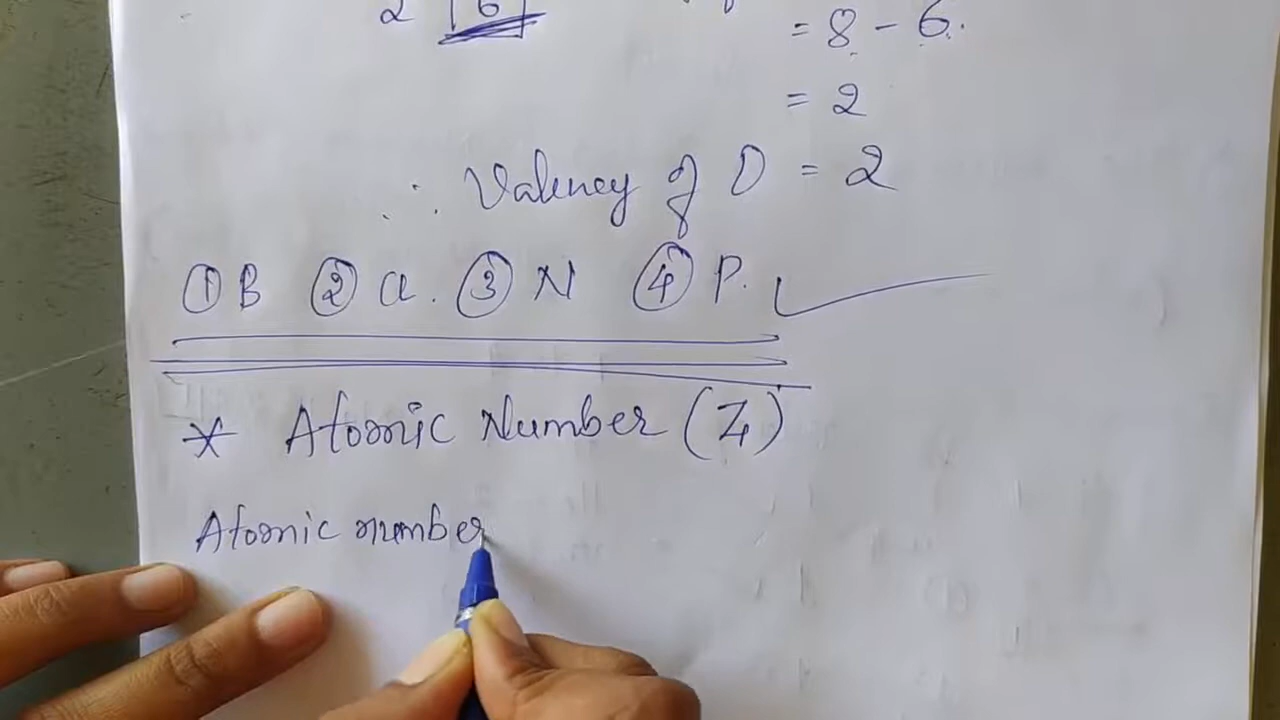 2 6
= 8 - 6.
= 2
∴ Valency of O = 2
① B ② Cl. ③ N ④ P.
* Atomic Number (Z)
Atomic number